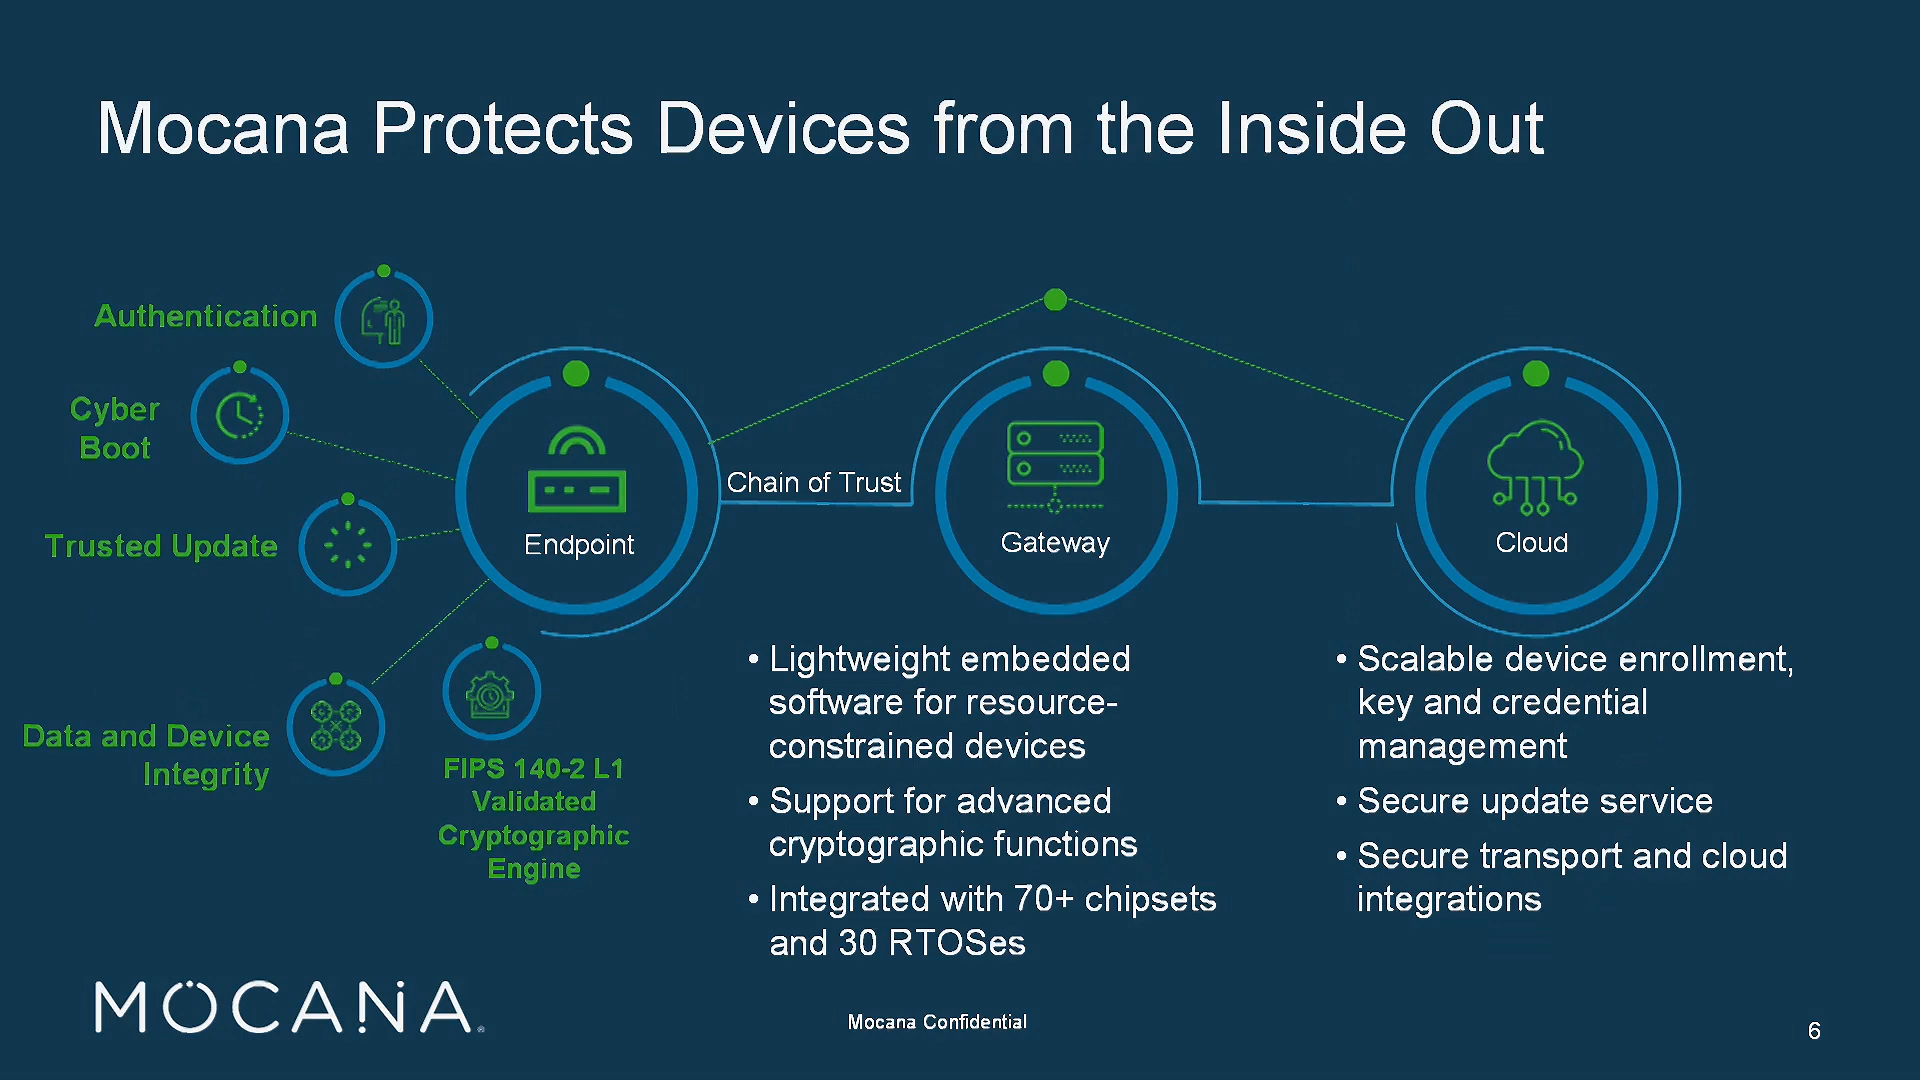 Mocana Protects Devices from the Inside Out
Authentication
Cyber
Boot
Trusted Update
Data and Device
Integrity
FIPS 140-2 L1
Validated
Cryptographic
Engine
Endpoint
Chain of Trust
Gateway
Cloud
• Lightweight embedded
software for resource-
constrained devices
• Support for advanced
cryptographic functions
• Integrated with 70+ chipsets
and 30 RTOSes
• Scalable device enrollment,
key and credential
management
• Secure update service
• Secure transport and cloud
integrations
MOCANA
Mocana Confidential
6